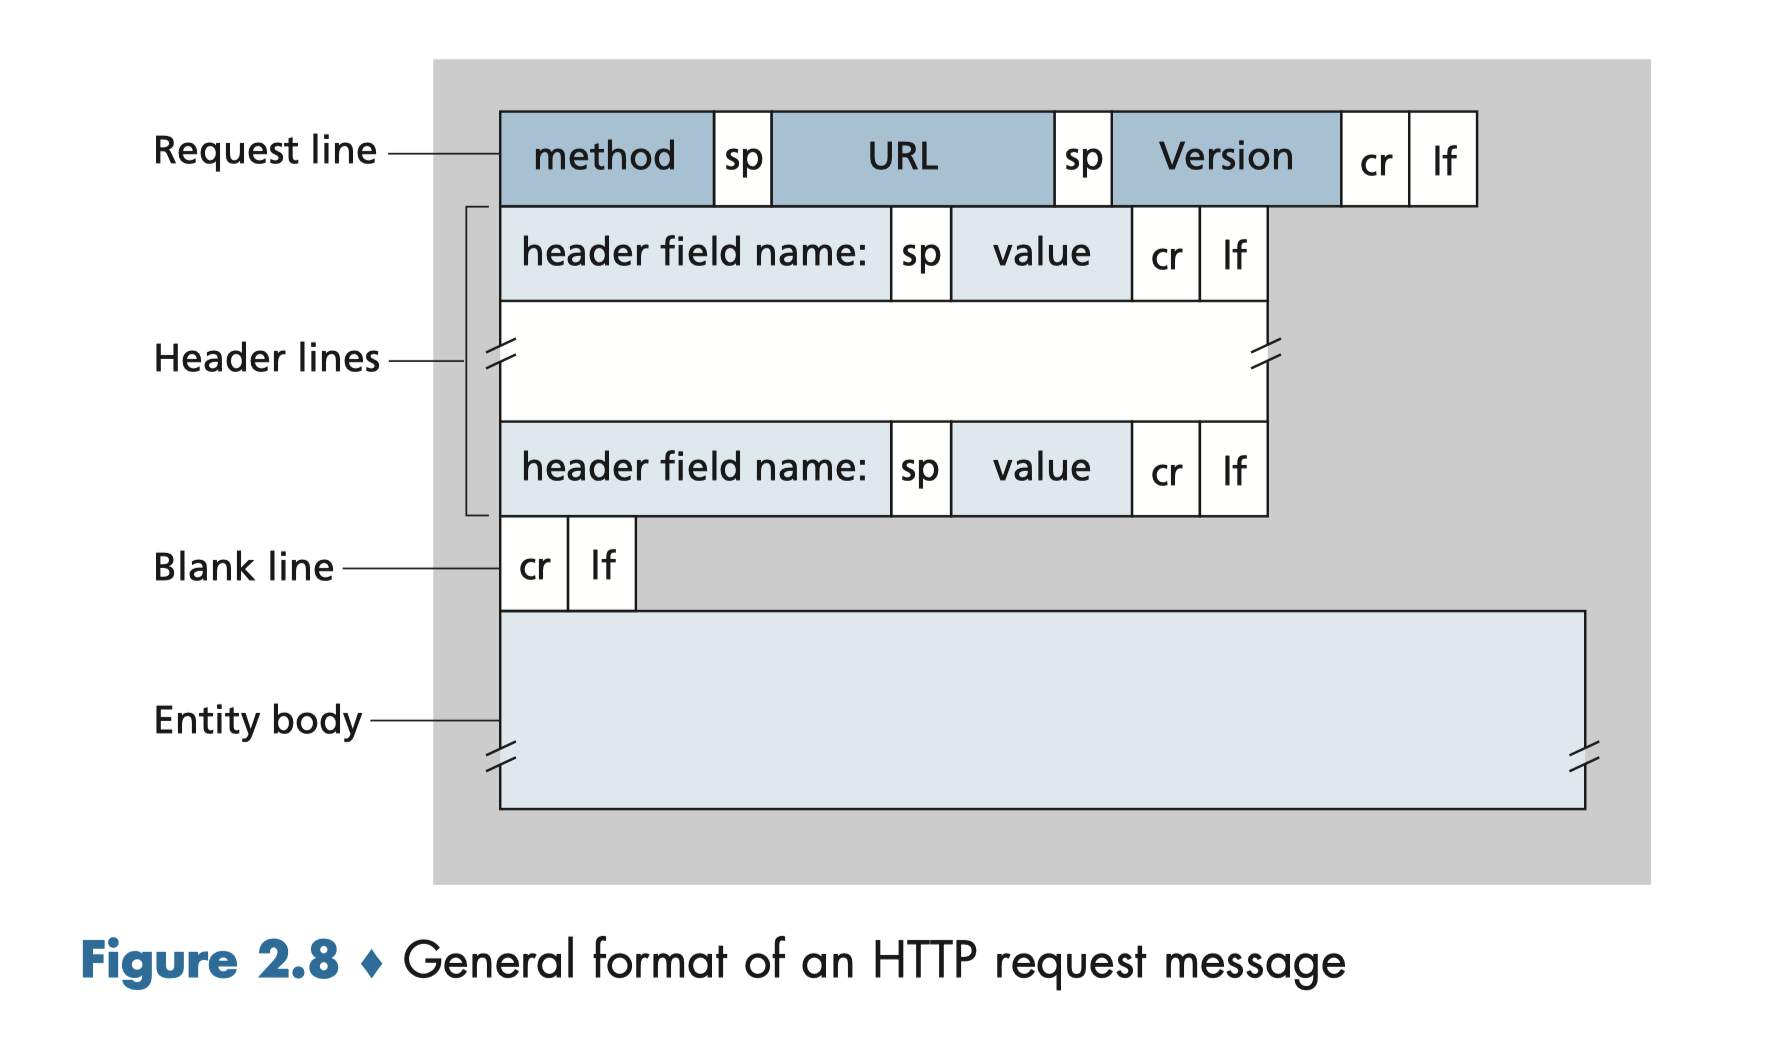 Request line
method sp URL sp Version cr lf
header field name: sp value cr lf
Header lines
header field name: sp value cr lf
Blank line
cr lf
Entity body
Figure 2.8 ♦ General format of an HTTP request message